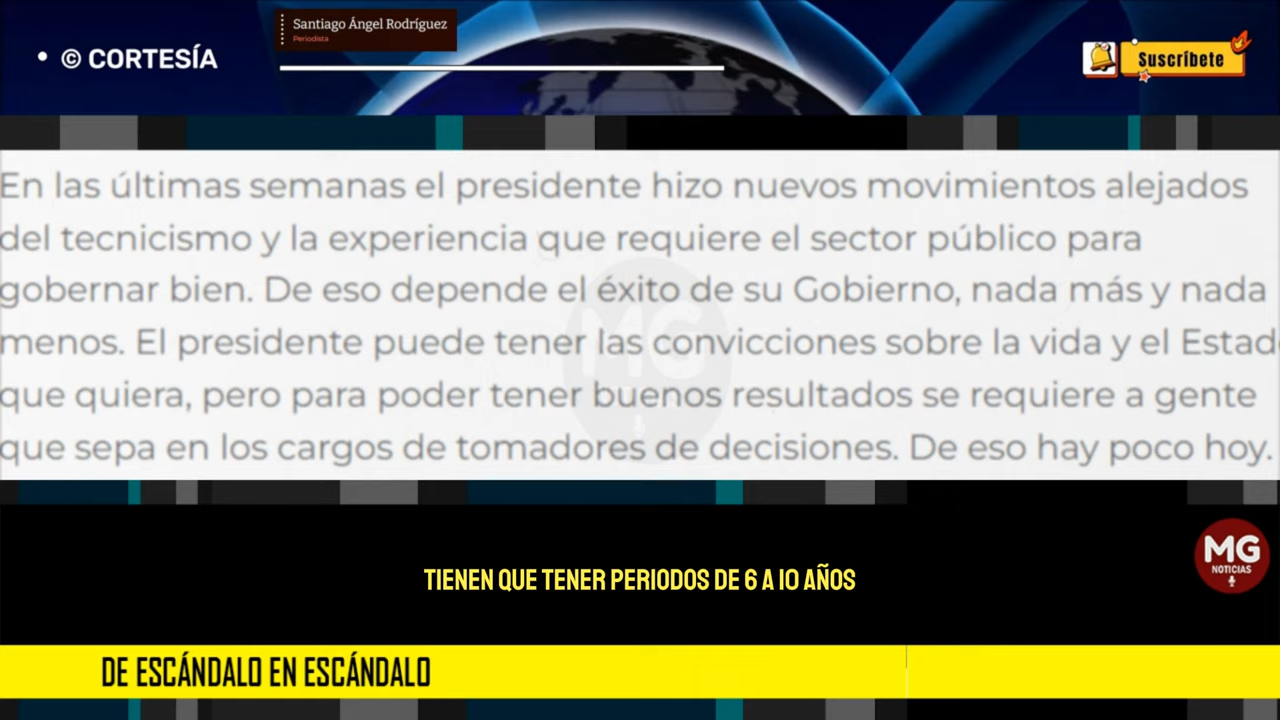 Santiago Ángel Rodríguez
Periodista
• © CORTESÍA
Suscríbete
En las últimas semanas el presidente hizo nuevos movimientos alejados
del tecnicismo y la experiencia que requiere el sector público para
gobernar bien. De eso depende el éxito de su Gobierno, nada más y nada
menos. El presidente puede tener las convicciones sobre la vida y el Estad
que quiera, pero para poder tener buenos resultados se requiere a gente
que sepa en los cargos de tomadores de decisiones. De eso hay poco hoy.
MG
MG
NOTICIAS
TIENEN QUE TENER PERIODOS DE 6 A 10 AÑOS
DE ESCÁNDALO EN ESCÁNDALO